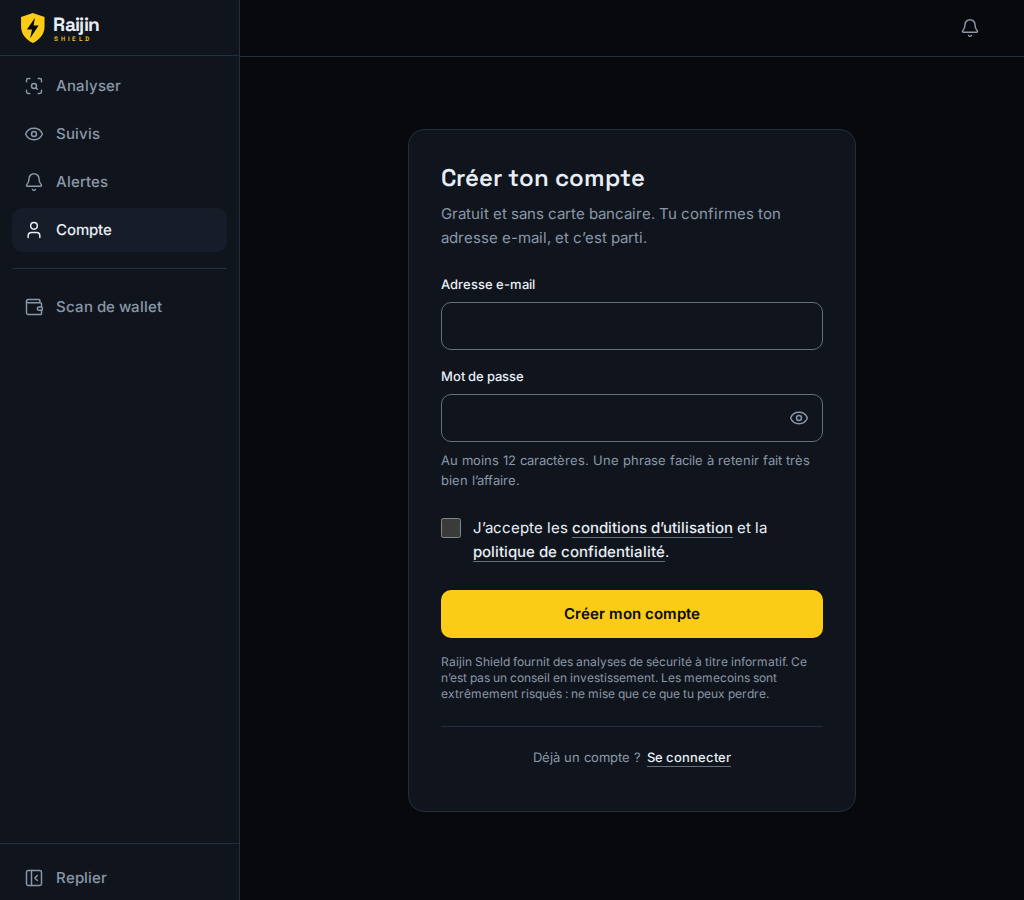 Raijin
SHIELD
Analyser
Suivis
Alertes
Compte
Scan de wallet
Replier
Créer ton compte
Gratuit et sans carte bancaire. Tu confirmes ton
adresse e-mail, et c’est parti.
Adresse e-mail
Mot de passe
Au moins 12 caractères. Une phrase facile à retenir fait très
bien l’affaire.
J’accepte les conditions d’utilisation et la
politique de confidentialité.
Créer mon compte
Raijin Shield fournit des analyses de sécurité à titre informatif. Ce
n’est pas un conseil en investissement. Les memecoins sont
extrêmement risqués : ne mise que ce que tu peux perdre.
Déjà un compte ? Se connecter